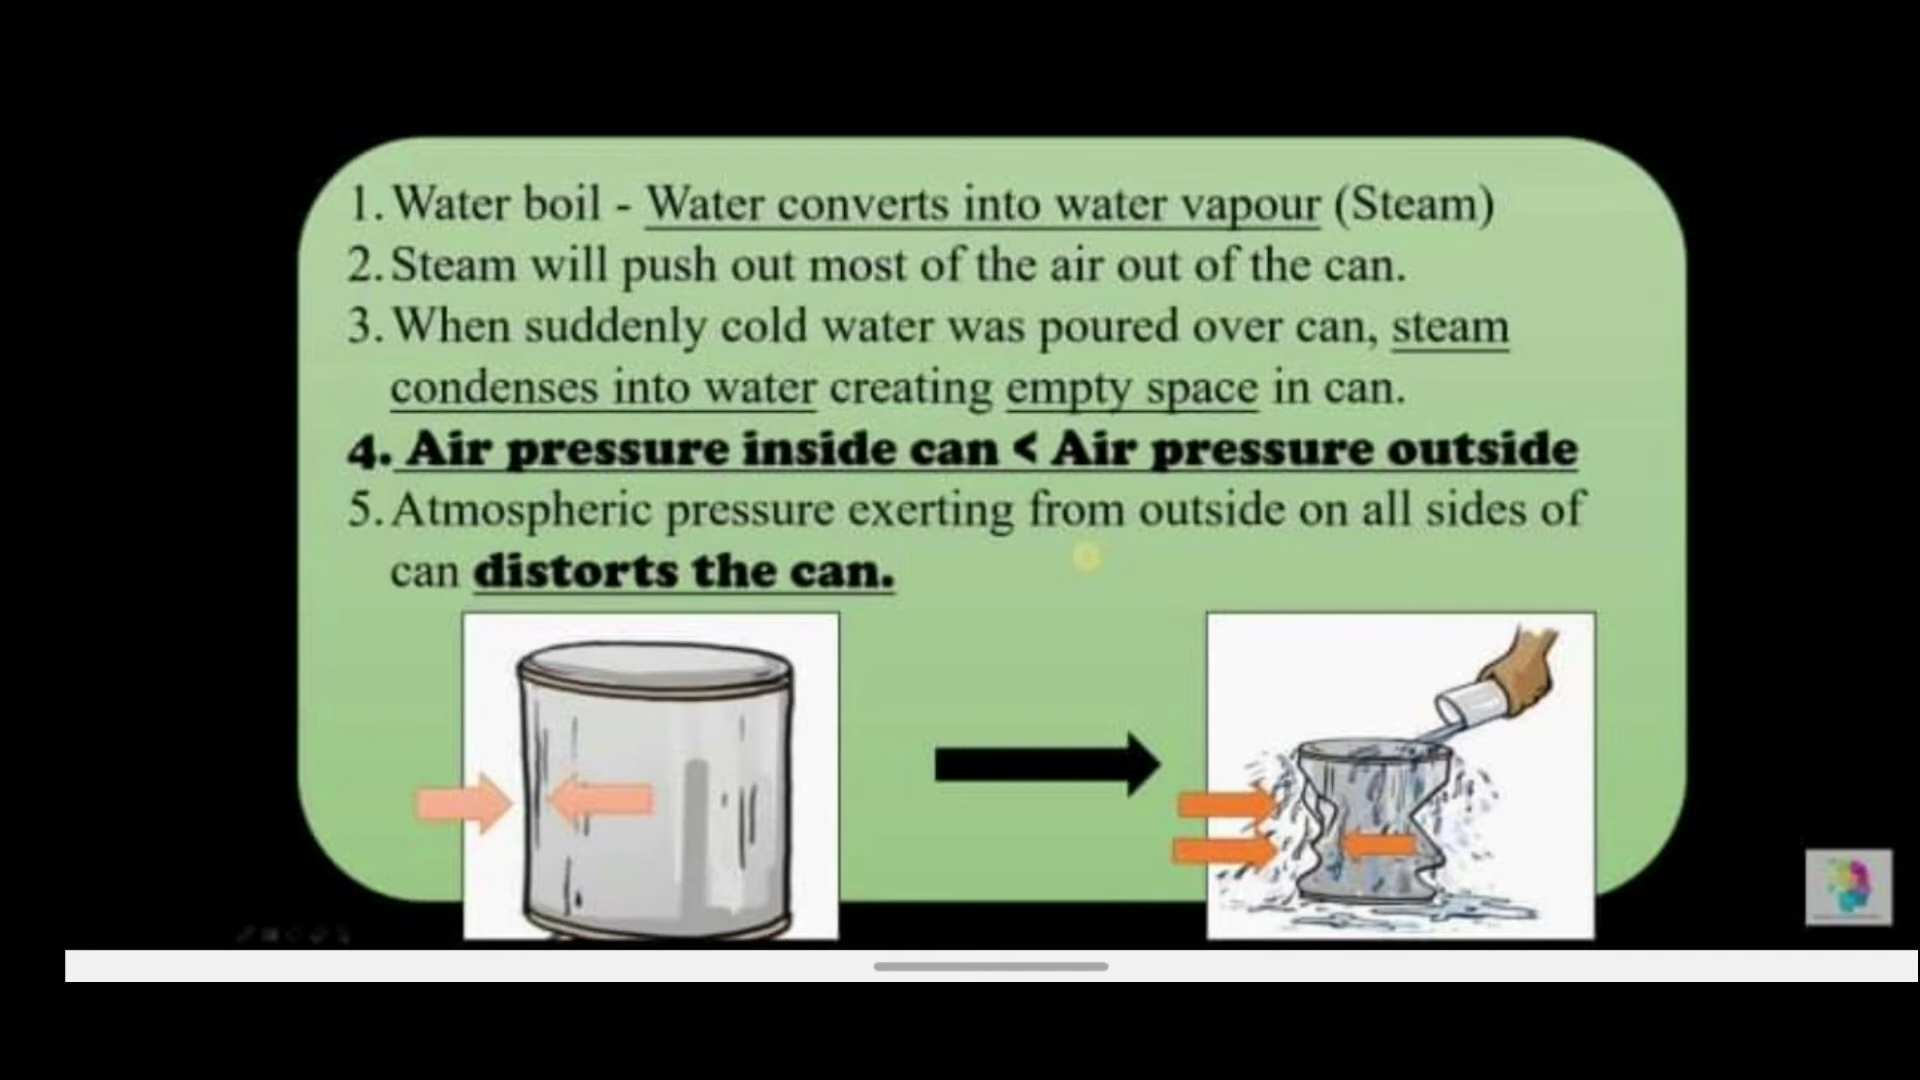 1. Water boil - Water converts into water vapour (Steam)
2. Steam will push out most of the air out of the can.
3. When suddenly cold water was poured over can, steam
condenses into water creating empty space in can.
4. Air pressure inside can < Air pressure outside
5. Atmospheric pressure exerting from outside on all sides of
can distorts the can.